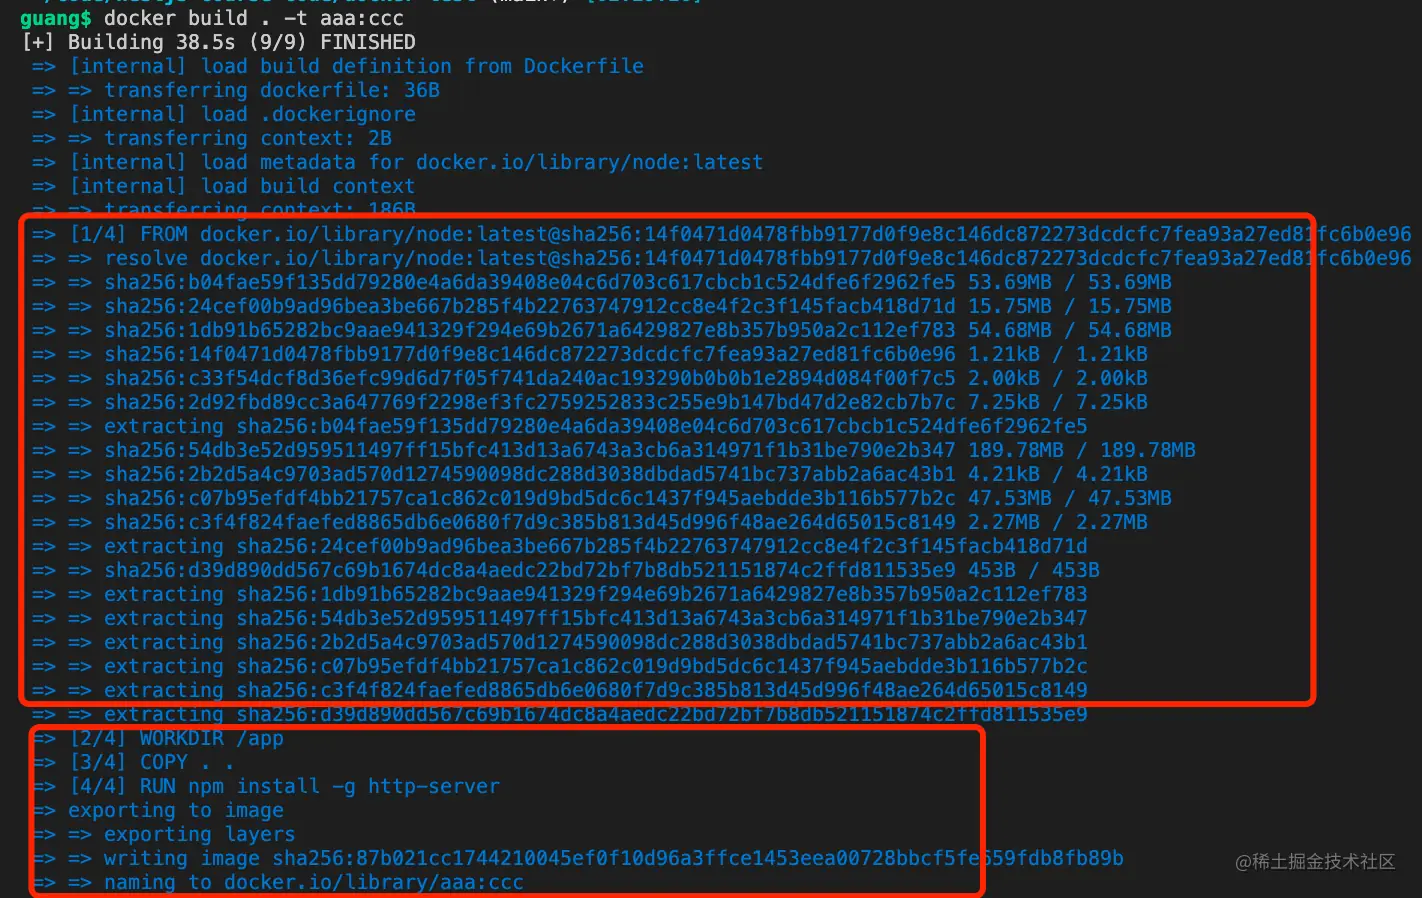 guang$ docker build . -t aaa:ccc
[+] Building 38.5s (9/9) FINISHED
=> [internal] load build definition from Dockerfile
=> => transferring dockerfile: 36B
=> [internal] load .dockerignore
=> => transferring context: 2B
=> [internal] load metadata for docker.io/library/node:latest
=> [internal] load build context
=> => transferring context: 186B
=> [1/4] FROM docker.io/library/node:latest@sha256:14f0471d0478fbb9177d0f9e8c146dc872273dcdcfc7fea93a27ed81fc6b0e96
=> => resolve docker.io/library/node:latest@sha256:14f0471d0478fbb9177d0f9e8c146dc872273dcdcfc7fea93a27ed81fc6b0e96
=> => sha256:b04fae59f135dd79280e4a6da39408e04c6d703c617cbcb1c524dfe6f2962fe5 53.69MB / 53.69MB
=> => sha256:24cef00b9ad96bea3be667b285f4b22763747912cc8e4f2c3f145facb418d71d 15.75MB / 15.75MB
=> => sha256:1db91b65282bc9aae941329f294e69b2671a6429827e8b357b950a2c112ef783 54.68MB / 54.68MB
=> => sha256:14f0471d0478fbb9177d0f9e8c146dc872273dcdcfc7fea93a27ed81fc6b0e96 1.21kB / 1.21kB
=> => sha256:c33f54dcf8d36efc99d6d7f05f741da240ac193290b0b0b1e2894d084f00f7c5 2.00kB / 2.00kB
=> => sha256:2d92fbd89cc3a647769f2298ef3fc2759252833c255e9b147bd47d2e82cb7b7c 7.25kB / 7.25kB
=> => extracting sha256:b04fae59f135dd79280e4a6da39408e04c6d703c617cbcb1c524dfe6f2962fe5
=> => sha256:54db3e52d959511497ff15bfc413d13a6743a3cb6a314971f1b31be790e2b347 189.78MB / 189.78MB
=> => sha256:2b2d5a4c9703ad570d1274590098dc288d3038dbdad5741bc737abb2a6ac43b1 4.21kB / 4.21kB
=> => sha256:c07b95efdf4bb21757ca1c862c019d9bd5dc6c1437f945aebdde3b116b577b2c 47.53MB / 47.53MB
=> => sha256:c3f4f824faefed8865db6e0680f7d9c385b813d45d996f48ae264d65015c8149 2.27MB / 2.27MB
=> => extracting sha256:24cef00b9ad96bea3be667b285f4b22763747912cc8e4f2c3f145facb418d71d
=> => sha256:d39d890dd567c69b1674dc8a4aedc22bd72bf7b8db521151874c2ffd811535e9 453B / 453B
=> => extracting sha256:1db91b65282bc9aae941329f294e69b2671a6429827e8b357b950a2c112ef783
=> => extracting sha256:54db3e52d959511497ff15bfc413d13a6743a3cb6a314971f1b31be790e2b347
=> => extracting sha256:2b2d5a4c9703ad570d1274590098dc288d3038dbdad5741bc737abb2a6ac43b1
=> => extracting sha256:c07b95efdf4bb21757ca1c862c019d9bd5dc6c1437f945aebdde3b116b577b2c
=> => extracting sha256:c3f4f824faefed8865db6e0680f7d9c385b813d45d996f48ae264d65015c8149
=> => extracting sha256:d39d890dd567c69b1674dc8a4aedc22bd72bf7b8db521151874c2ffd811535e9
=> [2/4] WORKDIR /app
=> [3/4] COPY . .
=> [4/4] RUN npm install -g http-server
=> exporting to image
=> => exporting layers
=> => writing image sha256:87b021cc1744210045ef0f10d96a3ffce1453eea00728bbcf5fe659fdb8fb89b
=> => naming to docker.io/library/aaa:ccc
@稀土掘金技术社区